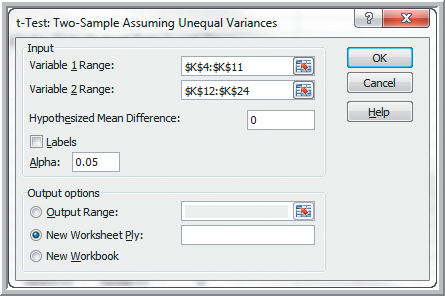 t-Test: Two-Sample Assuming Unequal Variances
?
Input
Variable 1 Range: $K$4:$K$11
OK
Variable 2 Range: $K$12:$K$24
Cancel
Hypothesized Mean Difference: 0
Help
Labels
Alpha: 0.05
Output options
Output Range:
New Worksheet Ply:
New Workbook